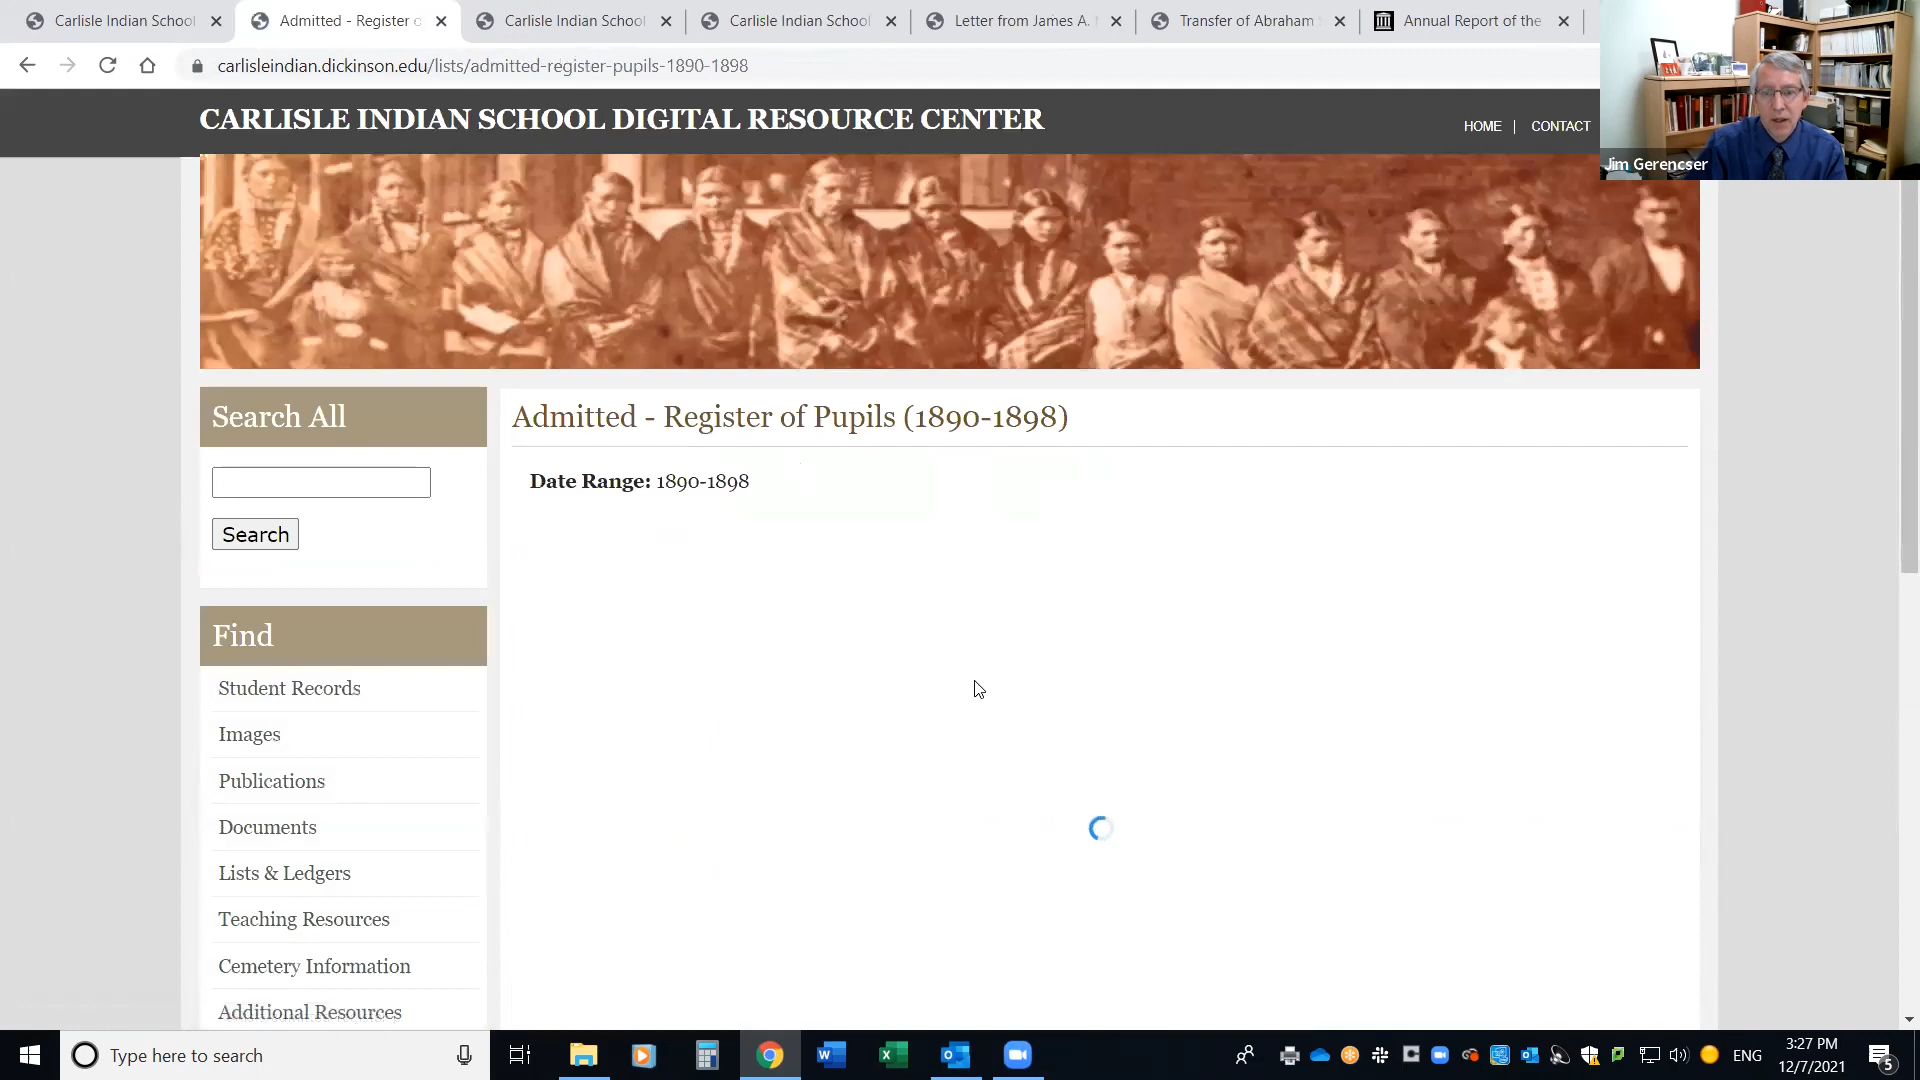 Carlisle Indian School
Admitted - Register o
Carlisle Indian School
Carlisle Indian School
Letter from James A.
Transfer of Abraham
Annual Report of the
carlisleindian.dickinson.edu/lists/admitted-register-pupils-1890-1898
CARLISLE INDIAN SCHOOL DIGITAL RESOURCE CENTER
HOME | CONTACT
Jim Gerencser
Search All
Search
Find
Student Records
Images
Publications
Documents
Lists & Ledgers
Teaching Resources
Cemetery Information
Additional Resources
Admitted - Register of Pupils (1890-1898)
Date Range: 1890-1898
Type here to search
ENG
3:27 PM
12/7/2021
5